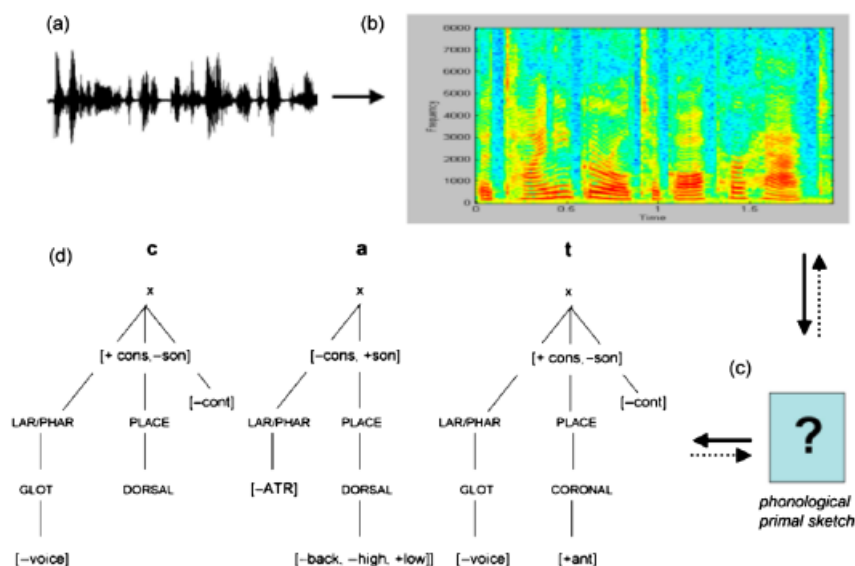 (a)
(b)
8000
7000
6000
5000
4000
3000
2000
1000
0
Frequency
0 0.5 1 1.5
Time
(d) c a t
x x x
[+ cons,–son] [–cons, +son] [+ cons,–son]
(c)
[–cont] [–cont]
?
LAR/PHAR PLACE LAR/PHAR PLACE LAR/PHAR PLACE
GLOT DORSAL [–ATR] DORSAL GLOT CORONAL
phonological
primal sketch
[–voice] [–back, –high, +low]] [–voice] [+ant]